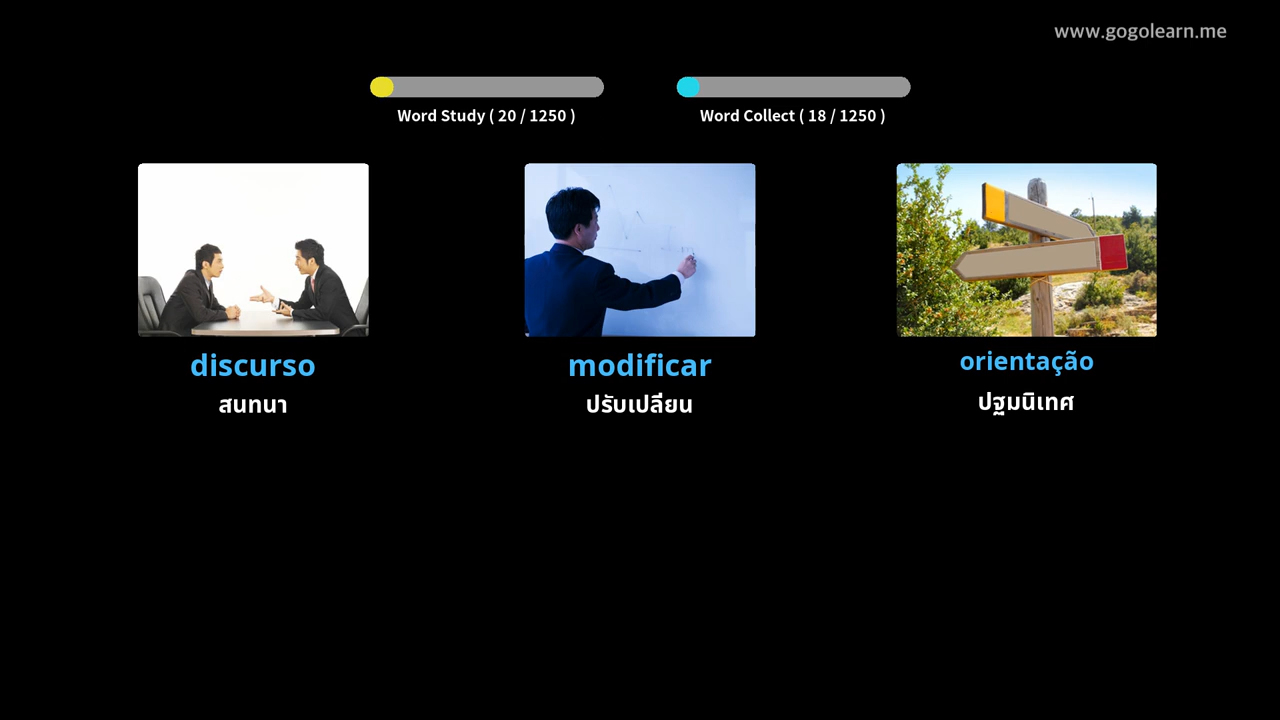 www.gogolearn.me
Word Study ( 20 / 1250 )
Word Collect ( 18 / 1250 )
discurso
modificar
orientação
สนทนา
ปรับเปลี่ยน
ปฐมนิเทศ